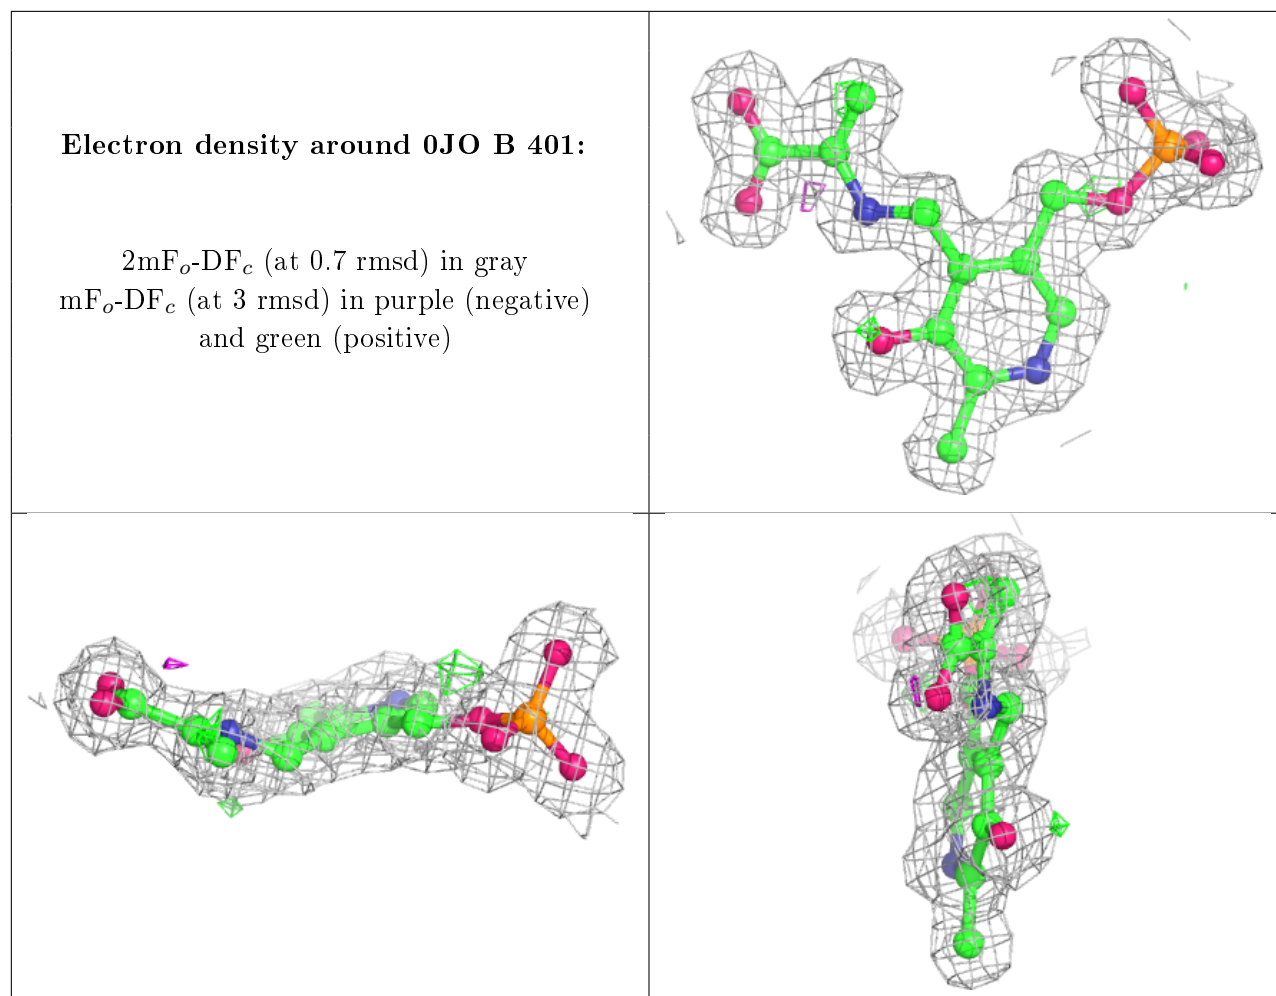 Electron density around 0JO B 401:
2mFₒ-DF𝒸 (at 0.7 rmsd) in gray
mFₒ-DF𝒸 (at 3 rmsd) in purple (negative)
and green (positive)